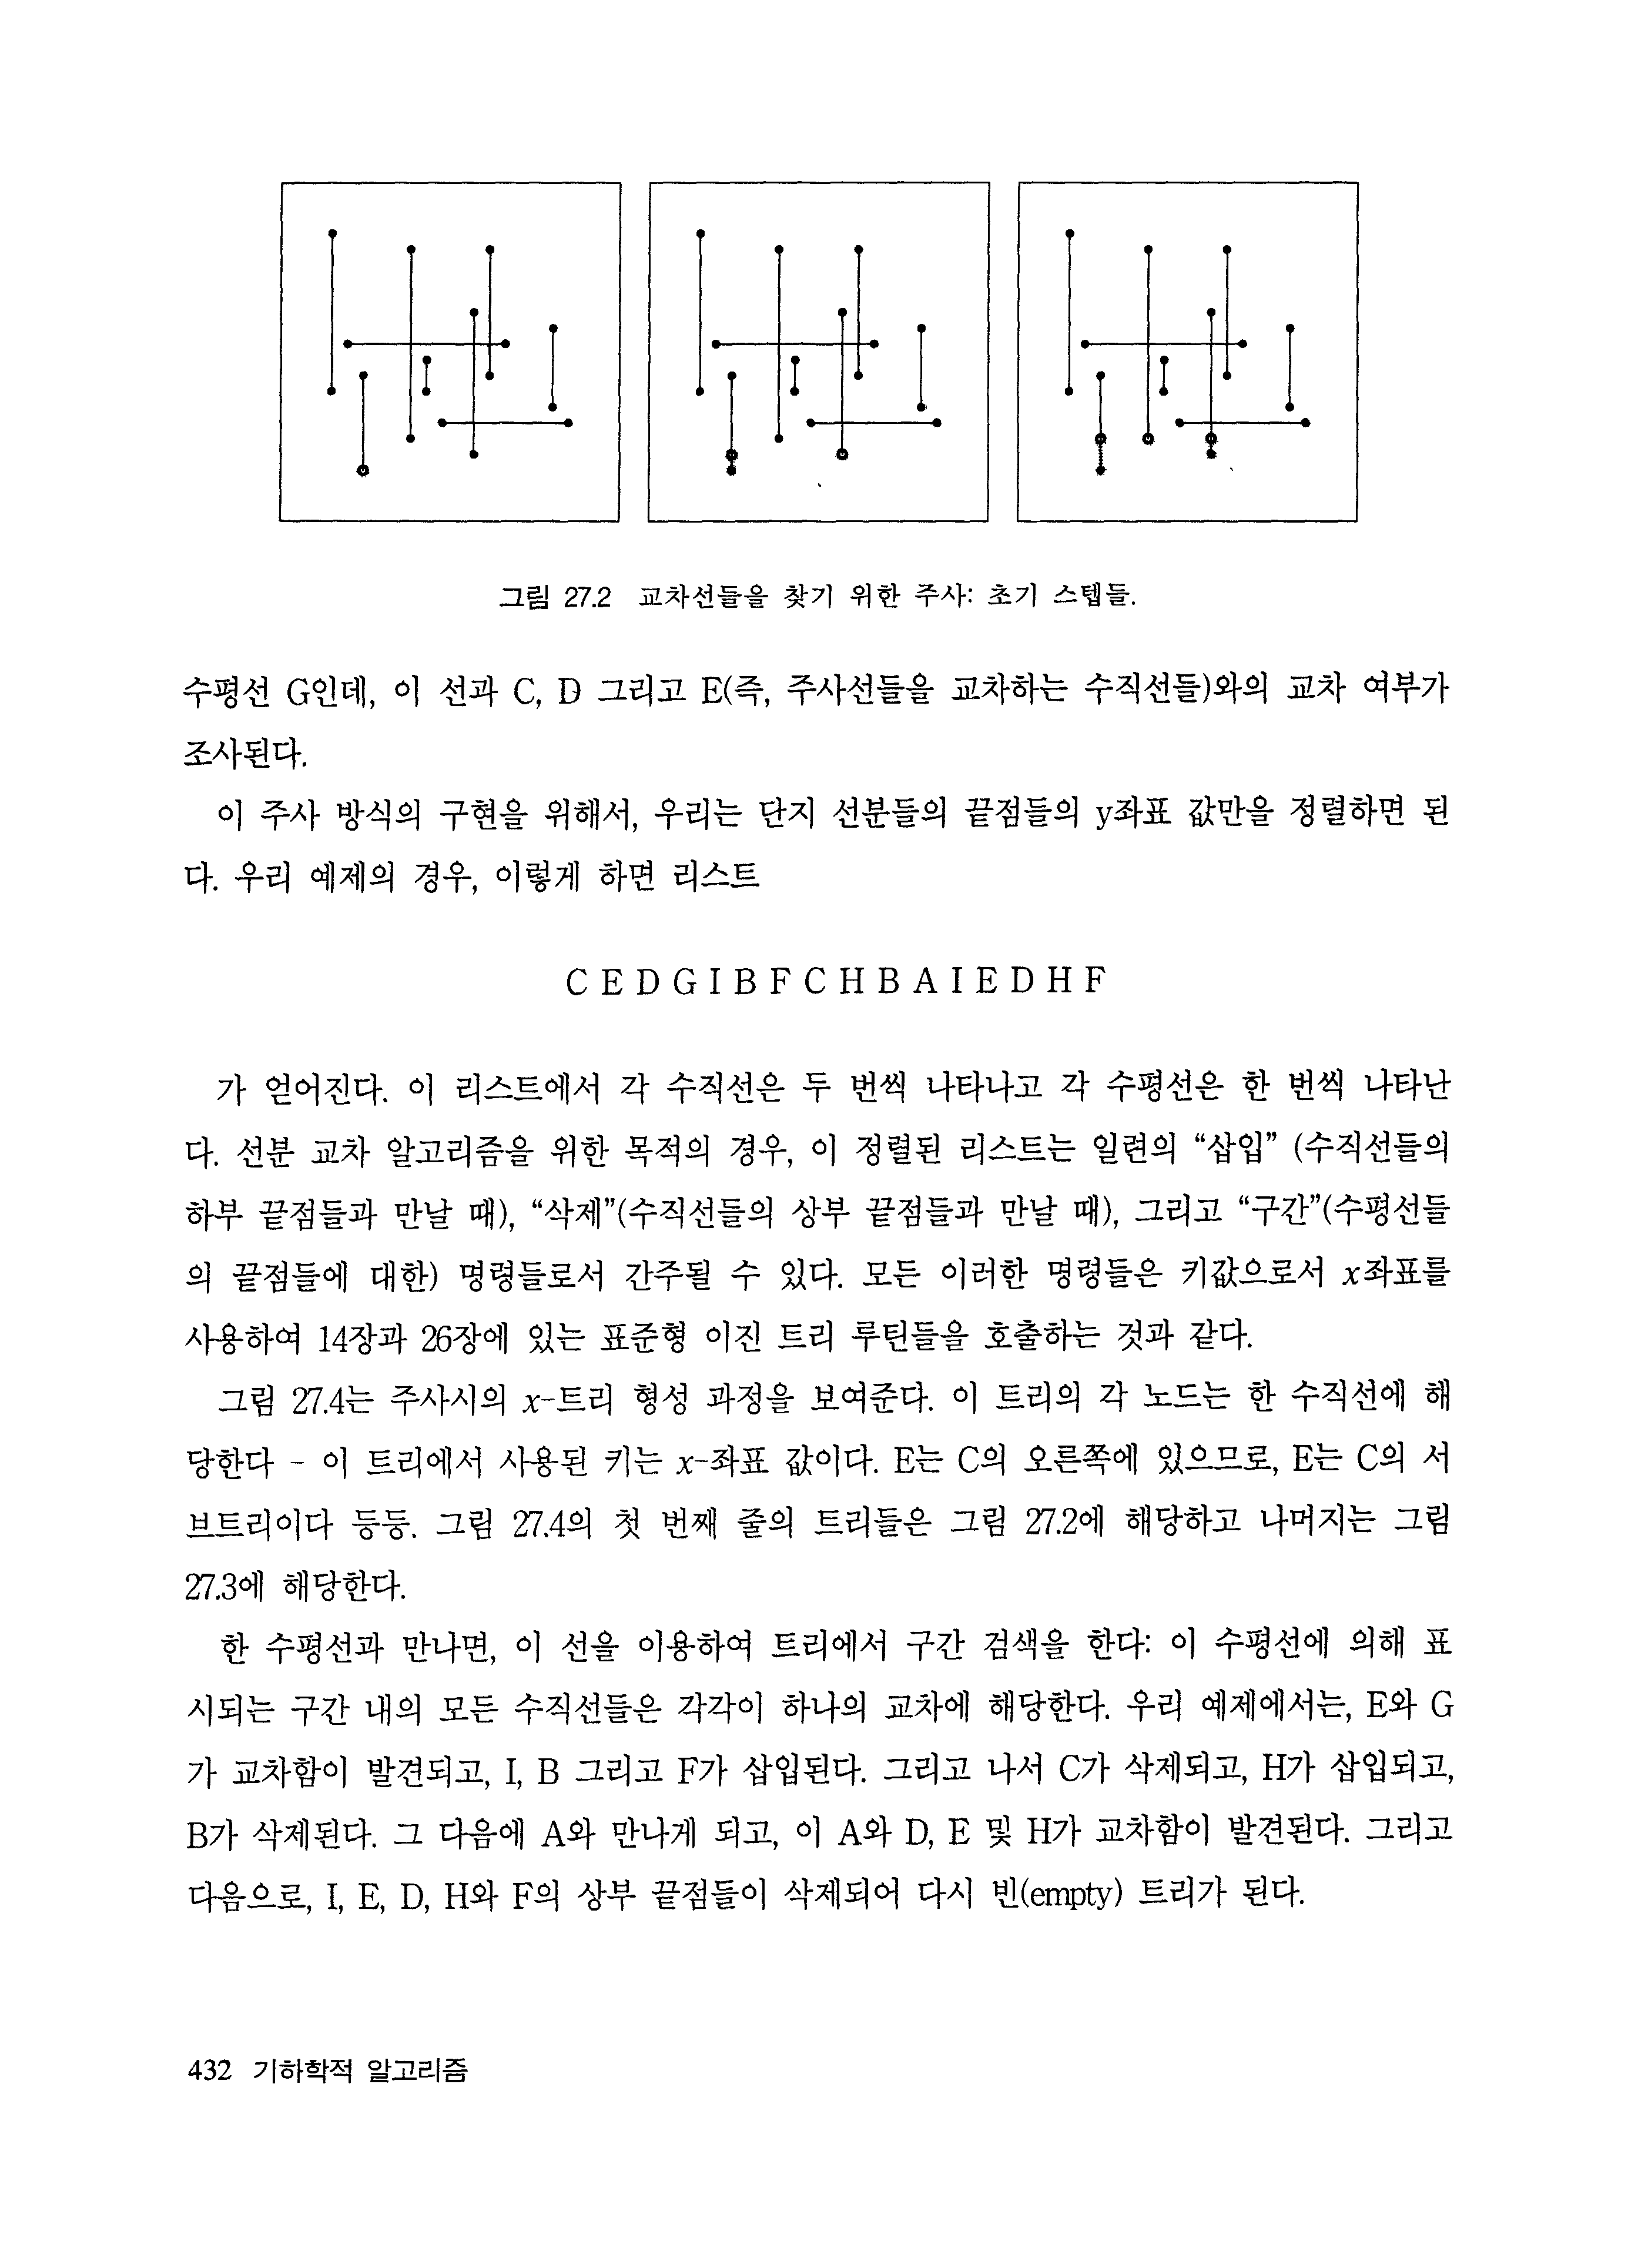 그림 27.2 교차선들을 찾기 위한 주사: 초기 스텝들.
수평선 G인데, 이 선과 C, D 그리고 E(즉, 주사선들을 교차하는 수직선들)와의 교차 여부가
조사된다.
이 주사 방식의 구현을 위해서, 우리는 단지 선분들의 끝점들의 y좌표 값만을 정렬하면 된
다. 우리 예제의 경우, 이렇게 하면 리스트
C E D G I B F C H B A I E D H F
가 얻어진다. 이 리스트에서 각 수직선은 두 번씩 나타나고 각 수평선은 한 번씩 나타난
다. 선분 교차 알고리즘을 위한 목적의 경우, 이 정렬된 리스트는 일련의 “삽입” (수직선들의
하부 끝점들과 만날 때), “삭제”(수직선들의 상부 끝점들과 만날 때), 그리고 “구간”(수평선들
의 끝점들에 대한) 명령들로서 간주될 수 있다. 모든 이러한 명령들은 키값으로서 x좌표를
사용하여 14장과 26장에 있는 표준형 이진 트리 루틴들을 호출하는 것과 같다.
그림 27.4는 주사시의 x-트리 형성 과정을 보여준다. 이 트리의 각 노드는 한 수직선에 해
당한다 - 이 트리에서 사용된 키는 x-좌표 값이다. E는 C의 오른쪽에 있으므로, E는 C의 서
브트리이다 등등. 그림 27.4의 첫 번째 줄의 트리들은 그림 27.2에 해당하고 나머지는 그림
27.3에 해당한다.
한 수평선과 만나면, 이 선을 이용하여 트리에서 구간 검색을 한다: 이 수평선에 의해 표
시되는 구간 내의 모든 수직선들은 각각이 하나의 교차에 해당한다. 우리 예제에서는, E와 G
가 교차함이 발견되고, I, B 그리고 F가 삽입된다. 그리고 나서 C가 삭제되고, H가 삽입되고,
B가 삭제된다. 그 다음에 A와 만나게 되고, 이 A와 D, E 및 H가 교차함이 발견된다. 그리고
다음으로, I, E, D, H와 F의 상부 끝점들이 삭제되어 다시 빈(empty) 트리가 된다.
432 기하학적 알고리즘